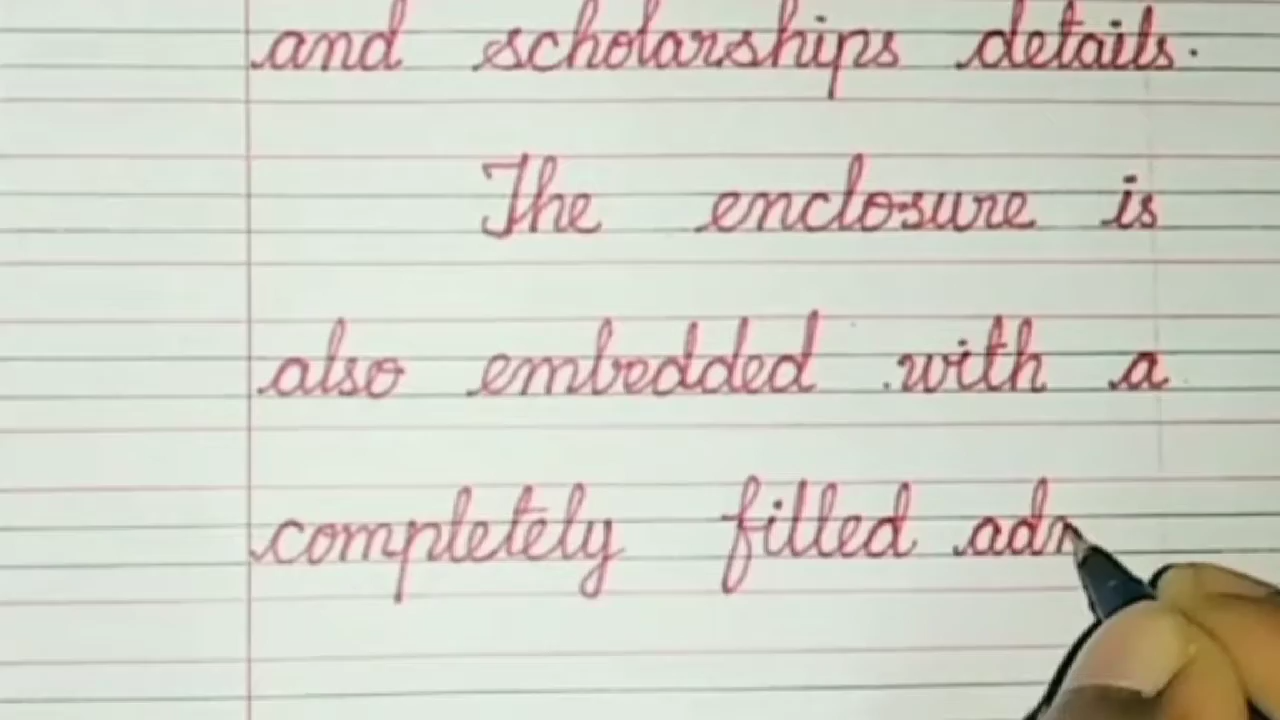 and scholarships details.
The enclosure is
also embedded with a
completely filled